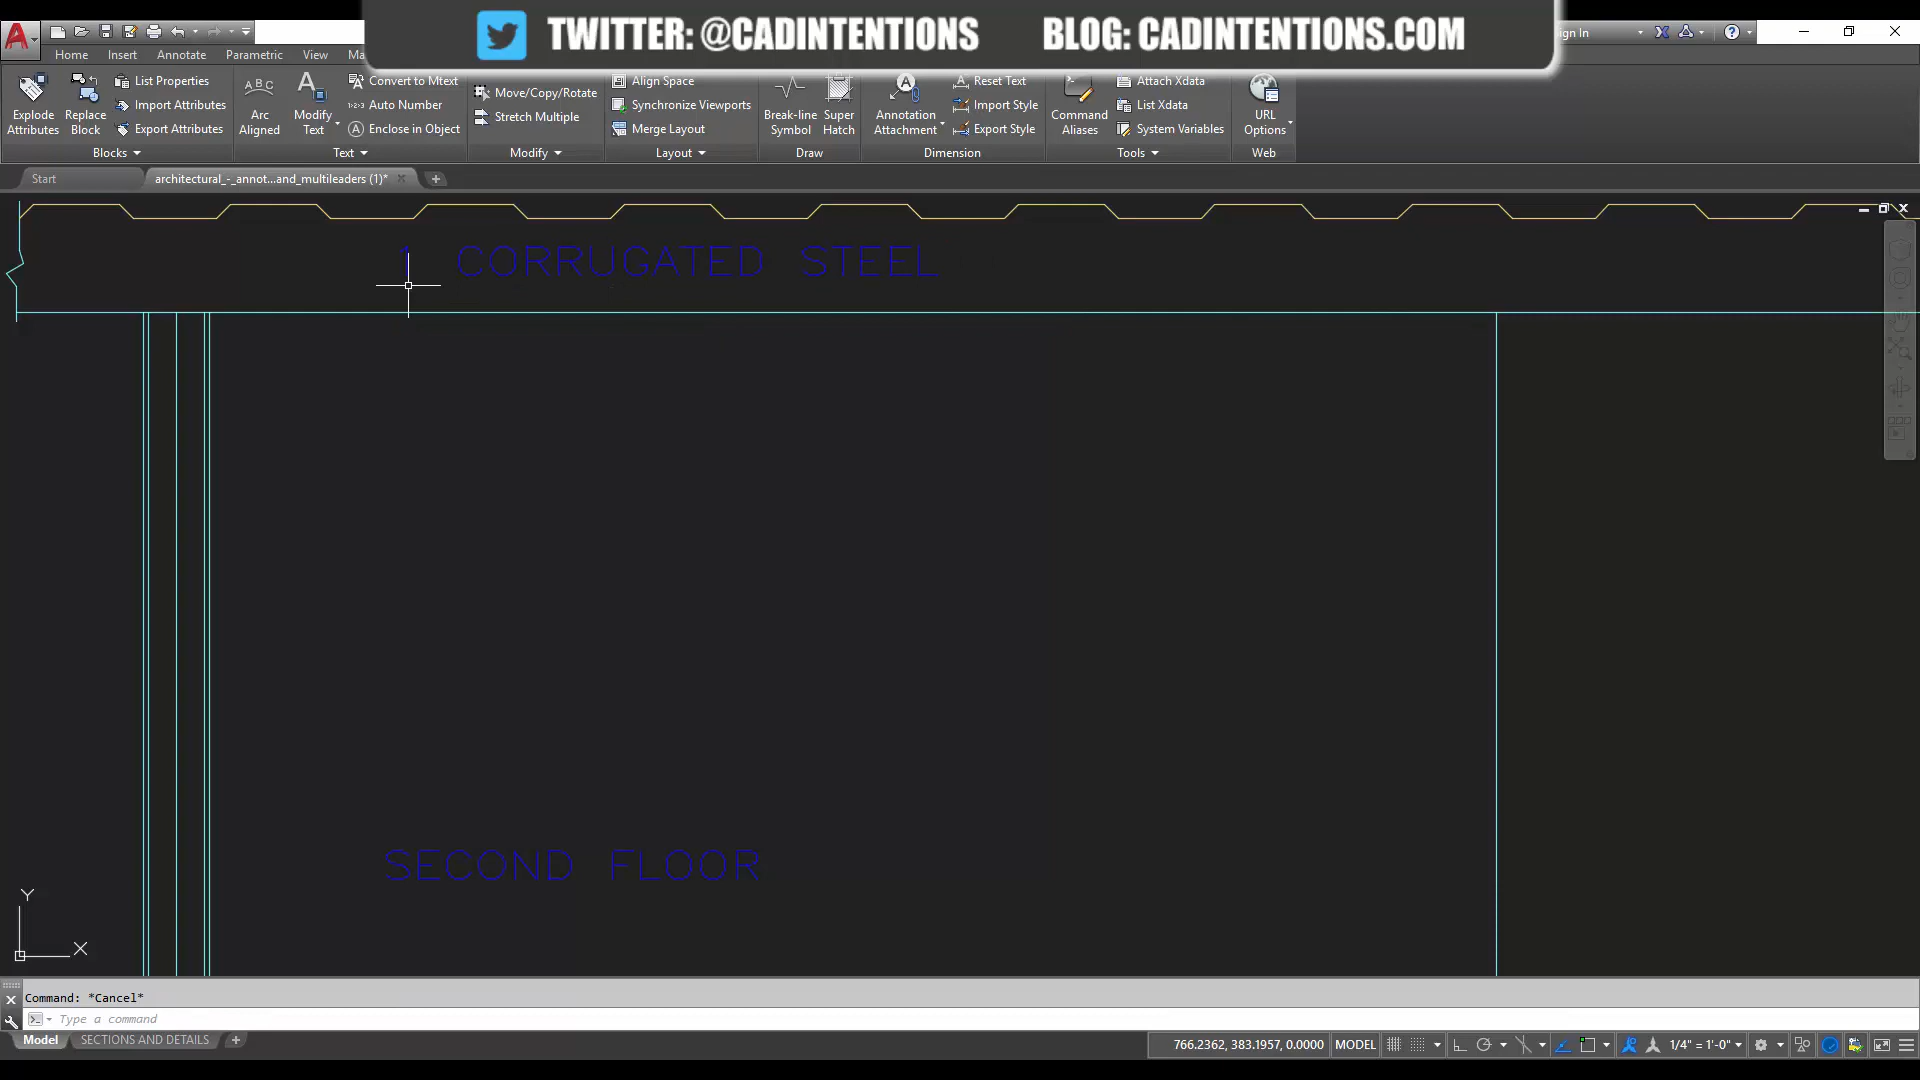 TWITTER: @CADINTENTIONS BLOG: CADINTENTIONS.COM
Sign In
Home Insert Annotate Parametric View
Explode Attributes
Replace Block
List Properties
Import Attributes
Export Attributes
Blocks
Arc Aligned
Modify Text
Convert to Mtext
Auto Number
Enclose in Object
Text
Move/Copy/Rotate
Stretch Multiple
Modify
Align Space
Synchronize Viewports
Merge Layout
Layout
Break-line Symbol
Super Hatch
Draw
Annotation Attachment
Reset Text
Import Style
Export Style
Dimension
Command Aliases
Attach Xdata
List Xdata
System Variables
Tools
URL Options
Web
Start
architectural_-_annot...and_multileaders (1)*
1 CORRUGATED STEEL
SECOND FLOOR
Y
X
Command: *Cancel*
Type a command
Model
SECTIONS AND DETAILS
766.2362, 383.1957, 0.0000
MODEL
1/4" = 1'-0"